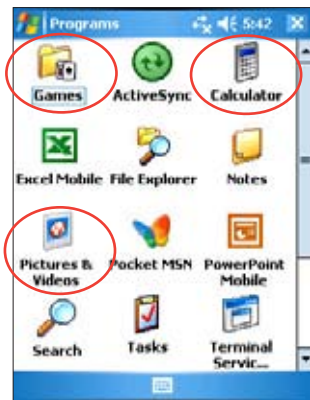 Programs 5:42
Games ActiveSync Calculator
Excel Mobile File Explorer Notes
Pictures & Pocket MSN PowerPoint
Videos Mobile
Search Tasks Terminal
Servic...